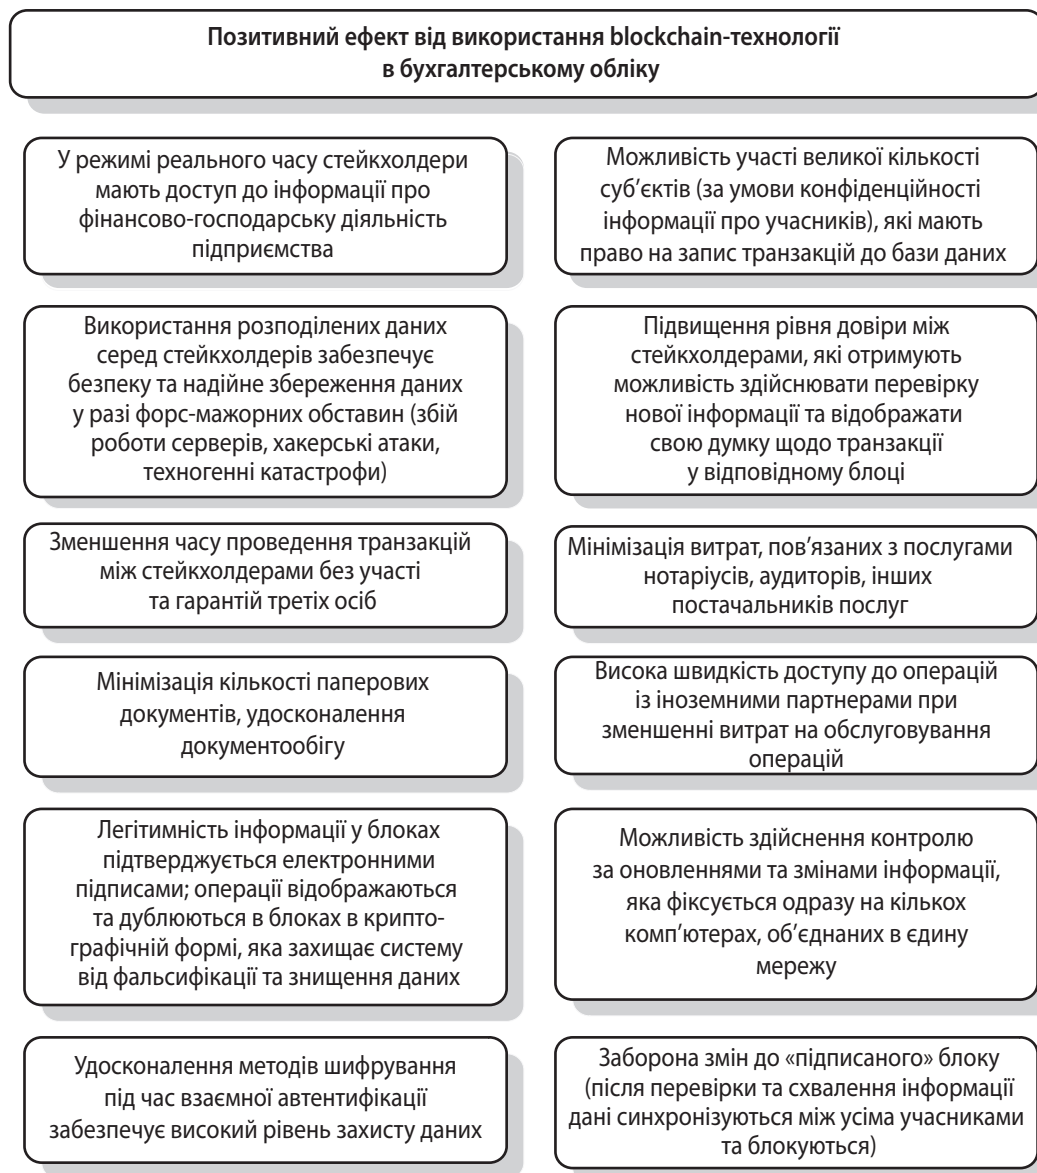 Позитивний ефект від використання blockchain-технології
в бухгалтерському обліку
У режимі реального часу стейкхолдери
мають доступ до інформації про
фінансово-господарську діяльність
підприємства
Можливість участі великої кількості
суб’єктів (за умови конфіденційності
інформації про учасників), які мають
право на запис транзакцій до бази даних
Використання розподілених даних
серед стейкхолдерів забезпечує
безпеку та надійне збереження даних
у разі форс-мажорних обставин (збій
роботи серверів, хакерські атаки,
техногенні катастрофи)
Підвищення рівня довіри між
стейкхолдерами, які отримують
можливість здійснювати перевірку
нової інформації та відображати
свою думку щодо транзакції
у відповідному блоці
Зменшення часу проведення транзакцій
між стейкхолдерами без участі
та гарантій третіх осіб
Мінімізація витрат, пов’язаних з послугами
нотаріусів, аудиторів, інших
постачальників послуг
Мінімізація кількості паперових
документів, удосконалення
документообігу
Висока швидкість доступу до операцій
із іноземними партнерами при
зменшенні витрат на обслуговування
операцій
Легітимність інформації у блоках
підтверджується електронними
підписами; операції відображаються
та дублюються в блоках в крипто-
графічній формі, яка захищає систему
від фальсифікації та знищення даних
Можливість здійснення контролю
за оновленнями та змінами інформації,
яка фіксується одразу на кількох
комп’ютерах, об’єднаних в єдину
мережу
Удосконалення методів шифрування
під час взаємної автентифікації
забезпечує високий рівень захисту даних
Заборона змін до «підписаного» блоку
(після перевірки та схвалення інформації
дані синхронізуються між усіма учасниками
та блокуються)